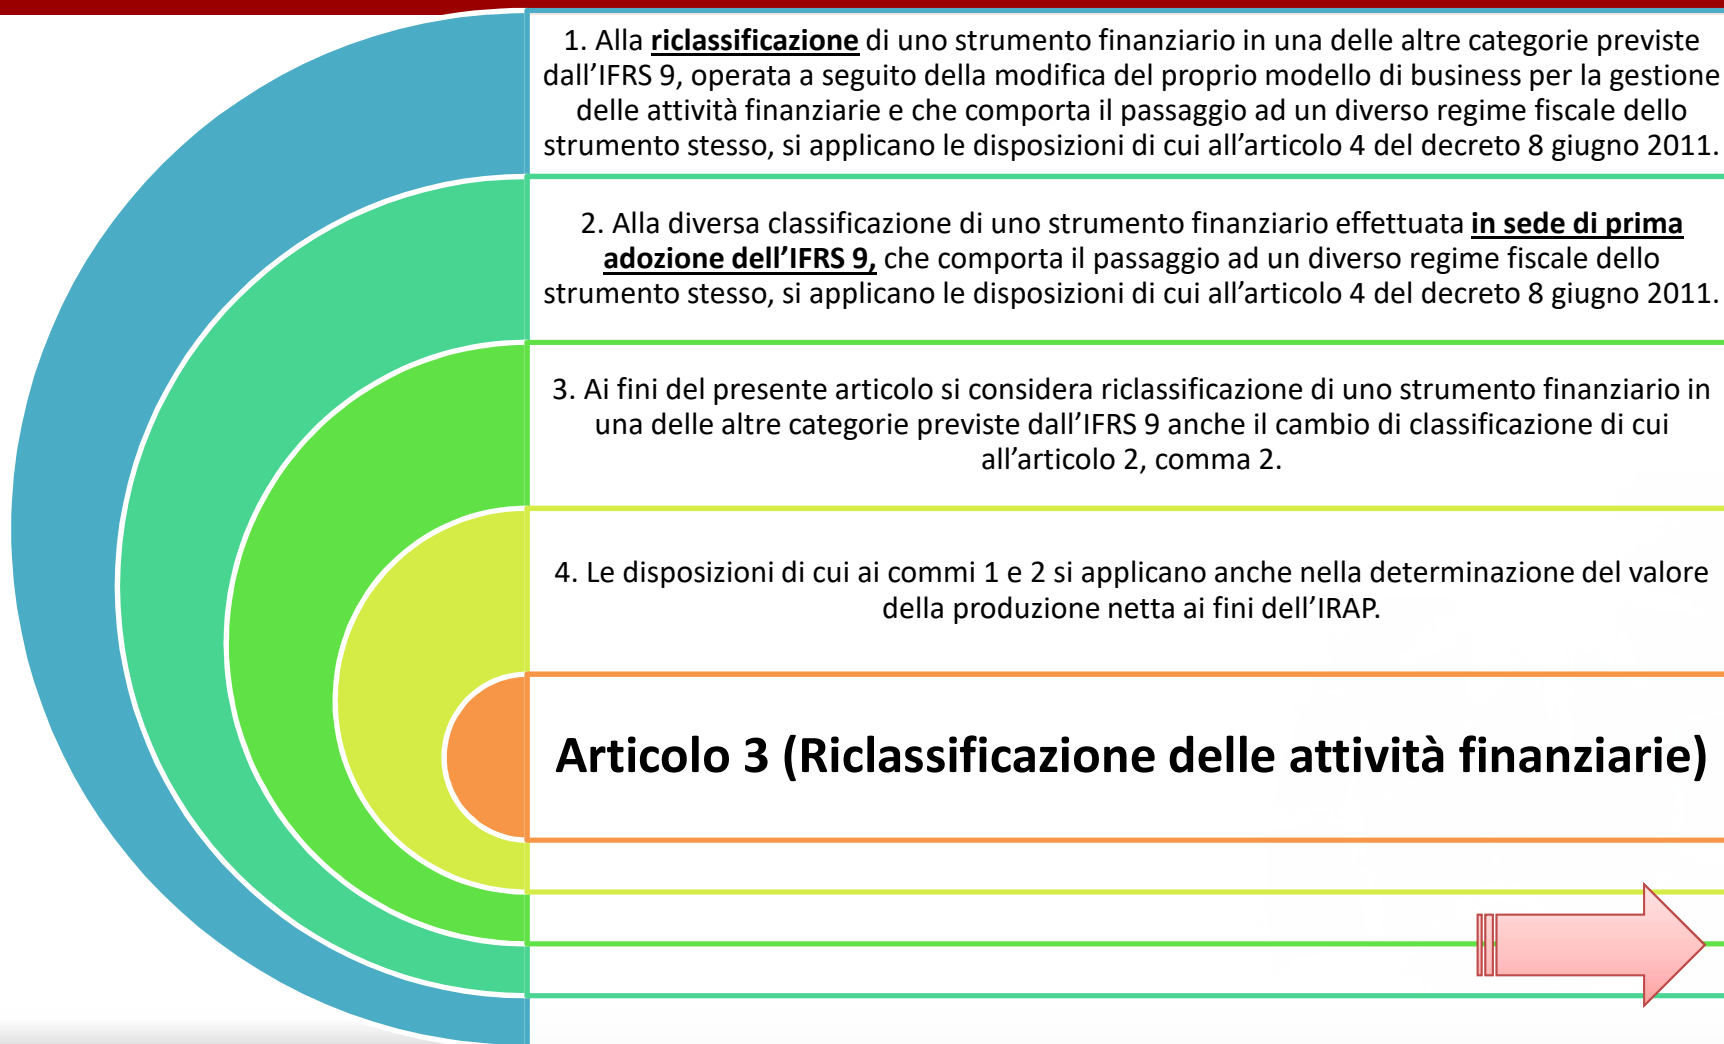 1. Alla riclassificazione di uno strumento finanziario in una delle altre categorie previste
dall’IFRS 9, operata a seguito della modifica del proprio modello di business per la gestione
delle attività finanziarie e che comporta il passaggio ad un diverso regime fiscale dello
strumento stesso, si applicano le disposizioni di cui all’articolo 4 del decreto 8 giugno 2011.
2. Alla diversa classificazione di uno strumento finanziario effettuata in sede di prima
adozione dell’IFRS 9, che comporta il passaggio ad un diverso regime fiscale dello
strumento stesso, si applicano le disposizioni di cui all’articolo 4 del decreto 8 giugno 2011.
3. Ai fini del presente articolo si considera riclassificazione di uno strumento finanziario in
una delle altre categorie previste dall’IFRS 9 anche il cambio di classificazione di cui
all’articolo 2, comma 2.
4. Le disposizioni di cui ai commi 1 e 2 si applicano anche nella determinazione del valore
della produzione netta ai fini dell’IRAP.
Articolo 3 (Riclassificazione delle attività finanziarie)